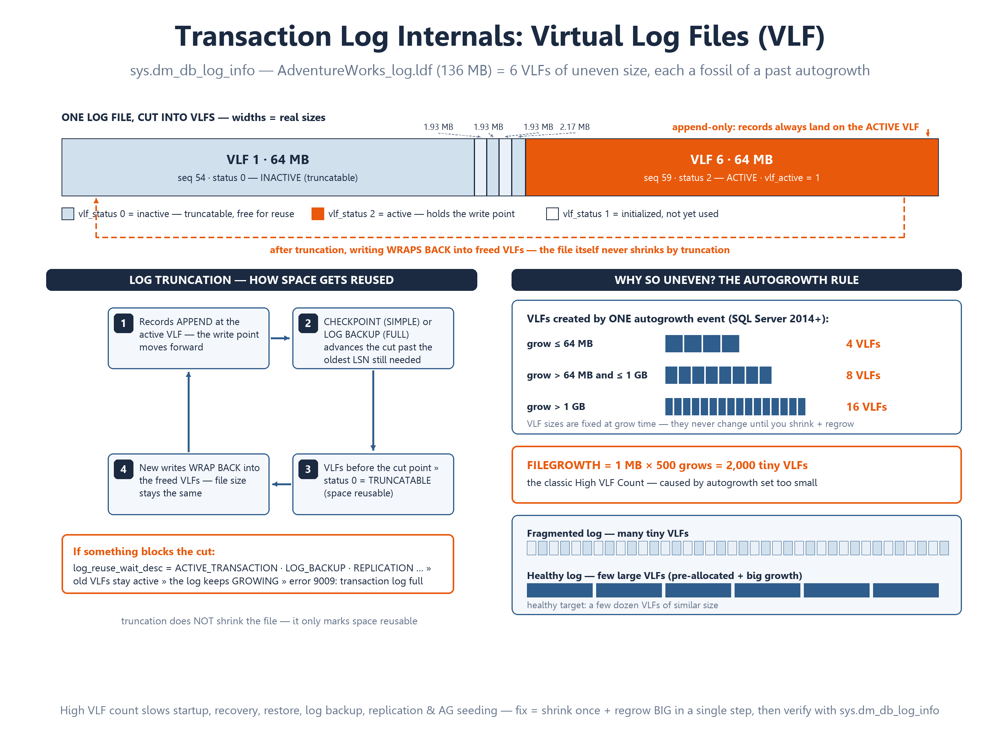 Transaction Log Internals: Virtual Log Files (VLF)
sys.dm_db_log_info — AdventureWorks_log.ldf (136 MB) = 6 VLFs of uneven size, each a fossil of a past autogrowth
ONE LOG FILE, CUT INTO VLFS — widths = real sizes
1.93 MB
1.93 MB
1.93 MB
2.17 MB
append-only: records always land on the ACTIVE VLF
VLF 1 · 64 MB
seq 54 · status 0 — INACTIVE (truncatable)
VLF 6 · 64 MB
seq 59 · status 2 — ACTIVE · vlf_active = 1
vlf_status 0 = inactive — truncatable, free for reuse
vlf_status 2 = active — holds the write point
vlf_status 1 = initialized, not yet used
after truncation, writing WRAPS BACK into freed VLFs — the file itself never shrinks by truncation
LOG TRUNCATION — HOW SPACE GETS REUSED
1
Records APPEND at the
active VLF — the write point
moves forward
2
CHECKPOINT (SIMPLE) or
LOG BACKUP (FULL)
advances the cut past the
oldest LSN still needed
4
New writes WRAP BACK into
the freed VLFs — file size
stays the same
3
VLFs before the cut point »
status 0 = TRUNCATABLE
(space reusable)
If something blocks the cut:
log_reuse_wait_desc = ACTIVE_TRANSACTION · LOG_BACKUP · REPLICATION ... »
old VLFs stay active » the log keeps GROWING » error 9009: transaction log full
truncation does NOT shrink the file — it only marks space reusable
WHY SO UNEVEN? THE AUTOGROWTH RULE
VLFs created by ONE autogrowth event (SQL Server 2014+):
grow ≤ 64 MB
4 VLFs
grow > 64 MB and ≤ 1 GB
8 VLFs
grow > 1 GB
16 VLFs
VLF sizes are fixed at grow time — they never change until you shrink + regrow
FILEGROWTH = 1 MB × 500 grows = 2,000 tiny VLFs
the classic High VLF Count — caused by autogrowth set too small
Fragmented log — many tiny VLFs
Healthy log — few large VLFs (pre-allocated + big growth)
healthy target: a few dozen VLFs of similar size
High VLF count slows startup, recovery, restore, log backup, replication & AG seeding — fix = shrink once + regrow BIG in a single step, then verify with sys.dm_db_log_info